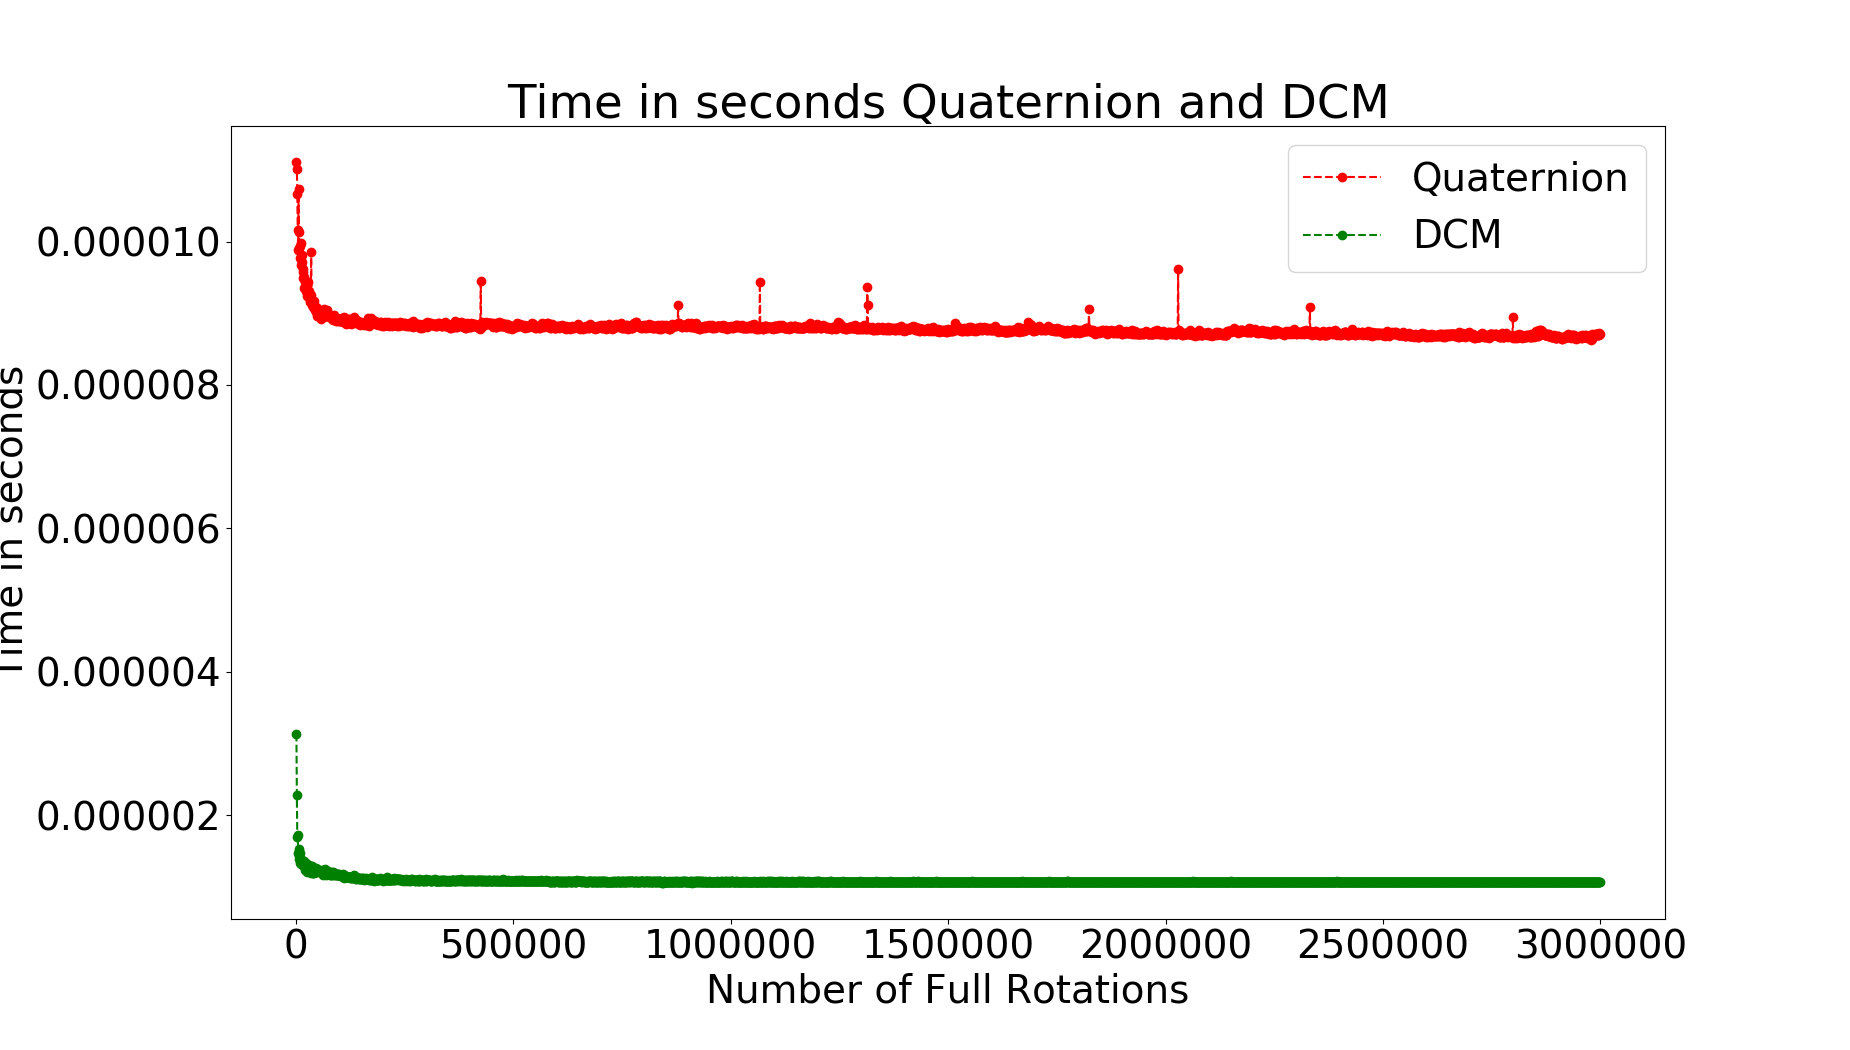 Time in seconds Quaternion and DCM
Quaternion
DCM
0.000010
0.000008
0.000006
0.000004
0.000002
Time in seconds
0 500000 1000000 1500000 2000000 2500000 3000000
Number of Full Rotations